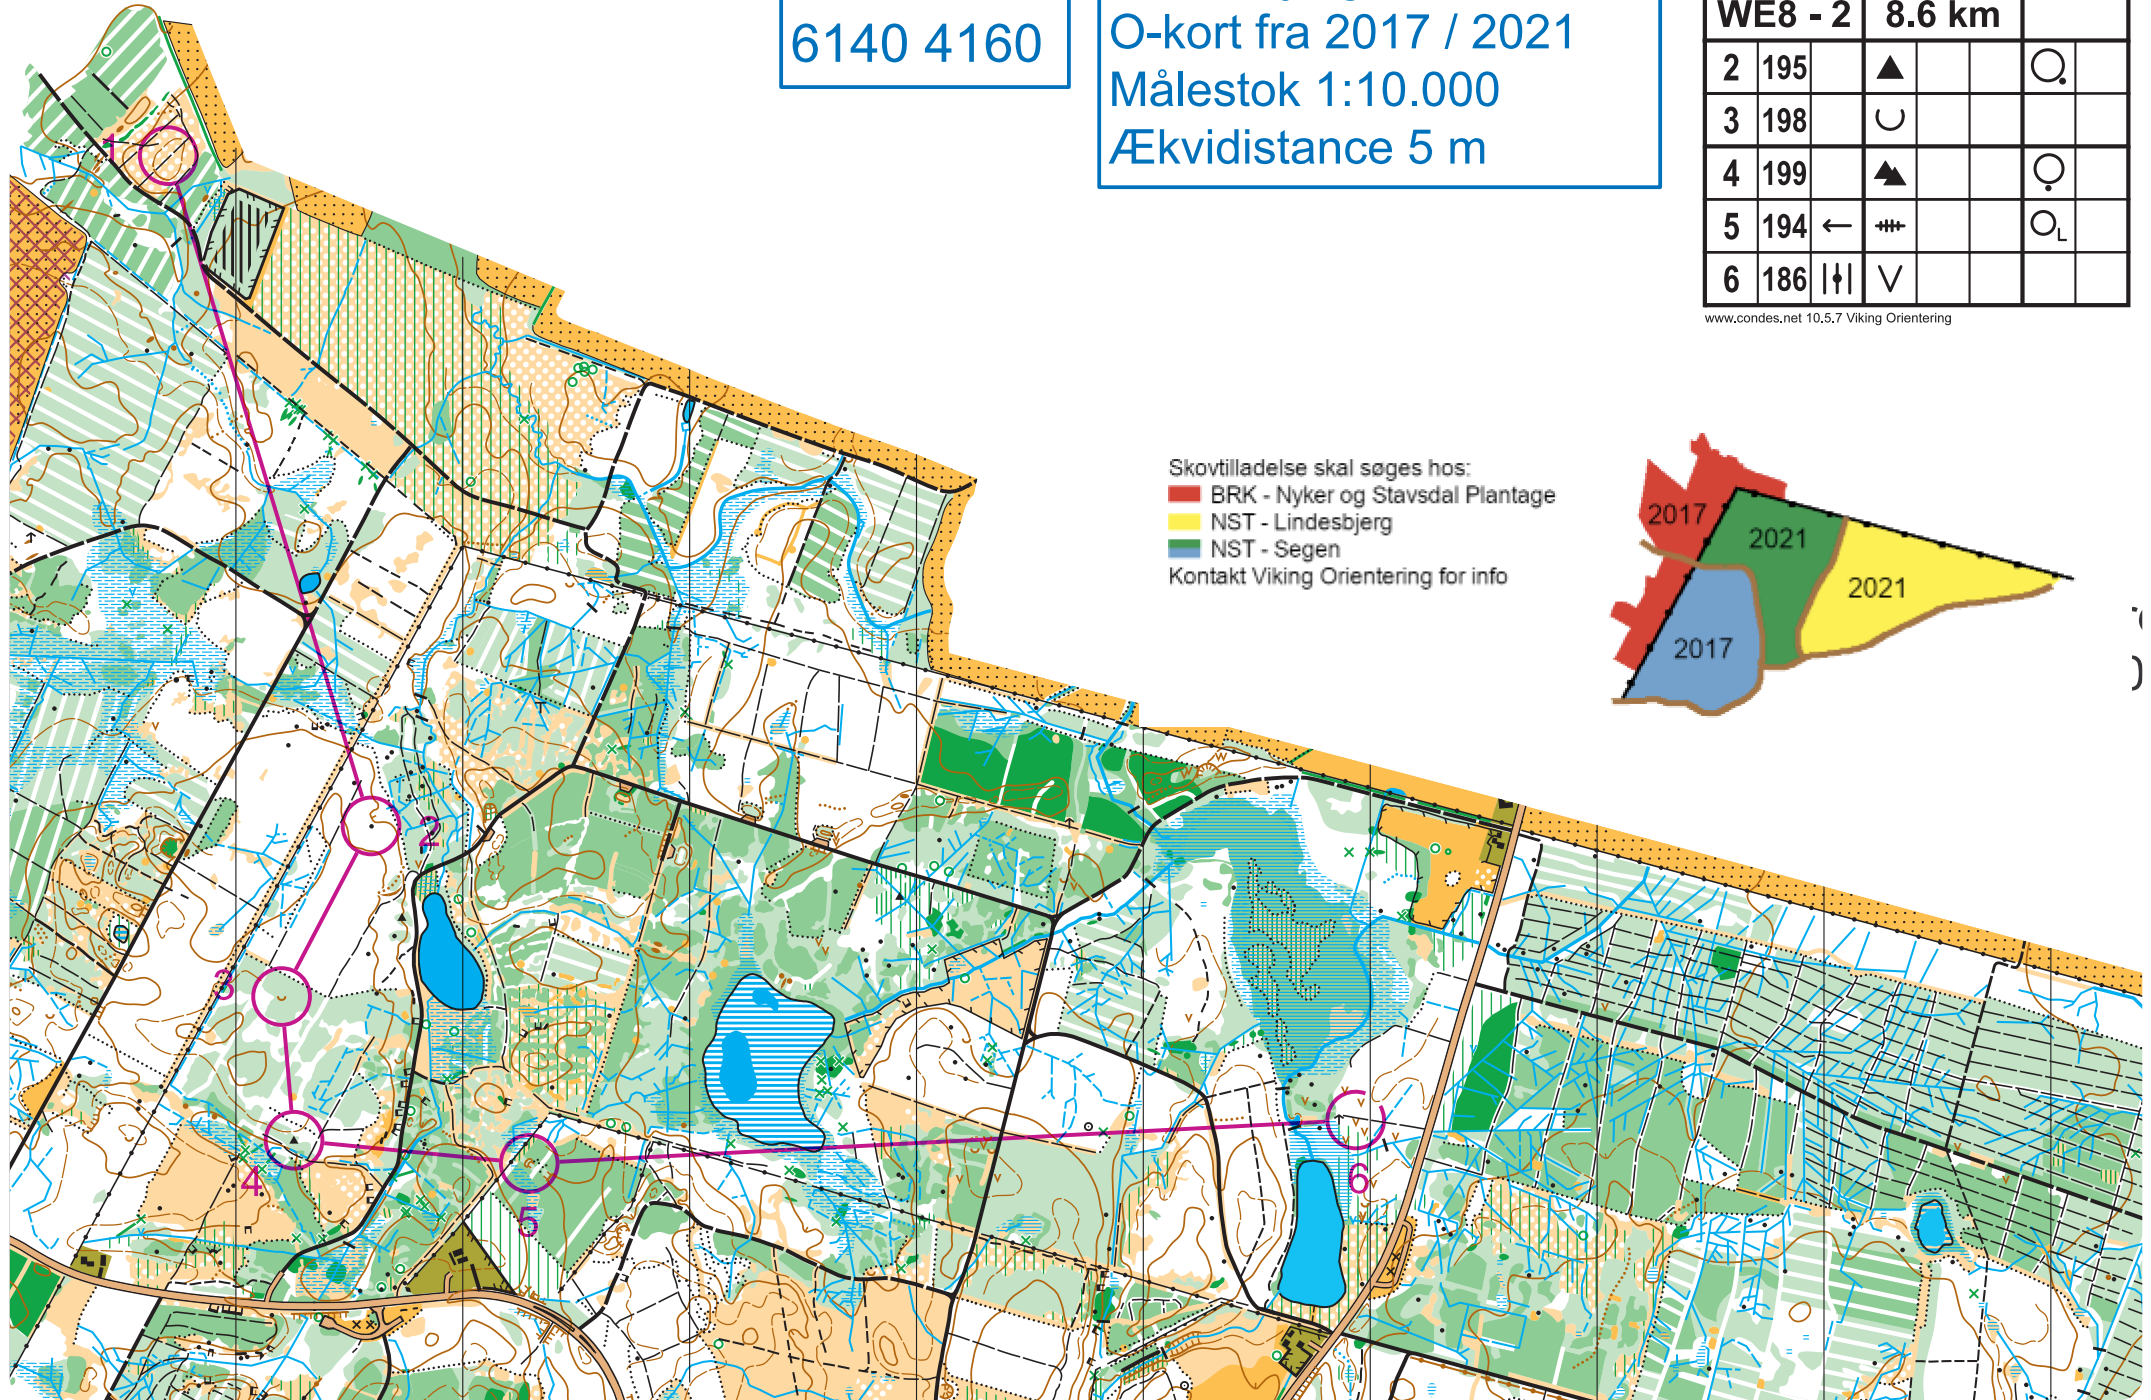 6140 4160
O-kort fra 2017 / 2021
Målestok 1:10.000
Ækvidistance 5 m
WE8 - 2 8.6 km
2 195
3 198
4 199
5 194
6 186
www.condes.net 10.5.7 Viking Orientering
Skovtilladelse skal søges hos:
BRK - Nyker og Stavsdal Plantage
NST - Lindesbjerg
NST - Segen
Kontakt Viking Orientering for info
2017
2021
2021
2017
1
2
3
4
5
6